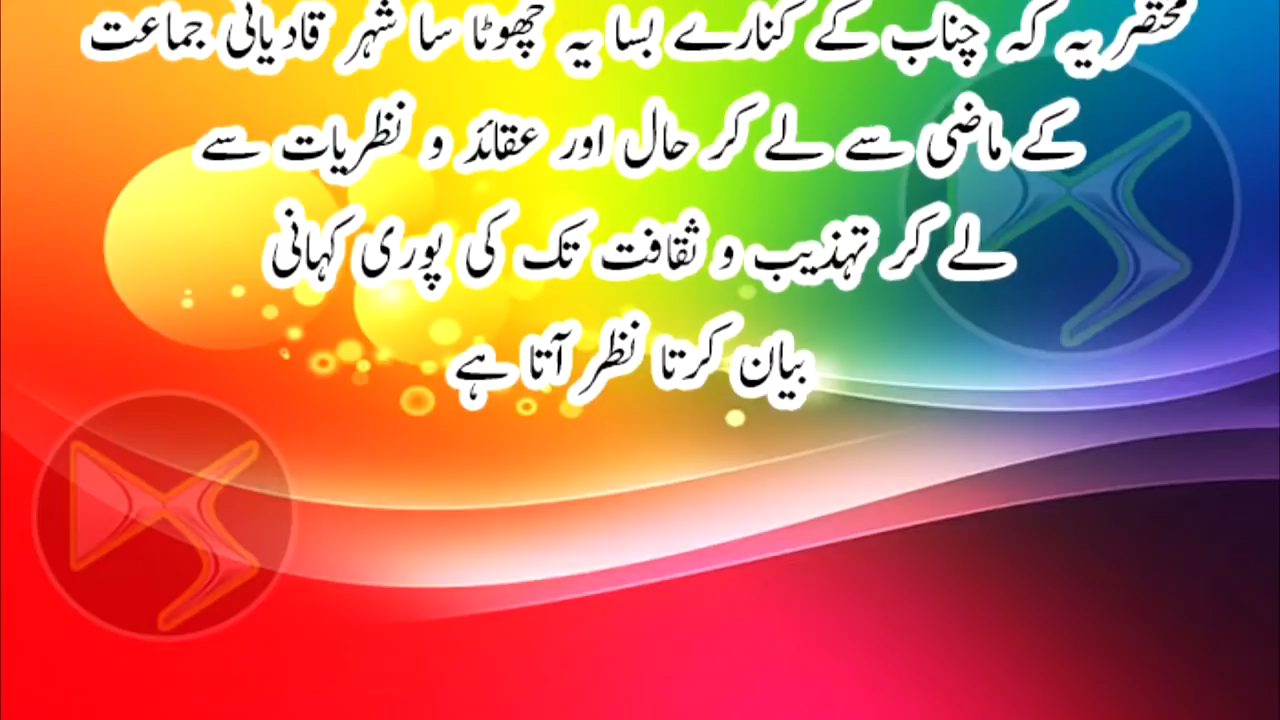 مختصر یہ کہ چناب کے کنارے بسا یہ چھوٹا سا شہر قادیانی جماعت
کے ماضی سے لے کر حال اور عقائد و نظریات سے
لے کر تہذیب و ثقافت تک کی پوری کہانی
بیان کرتا نظر آتا ہے